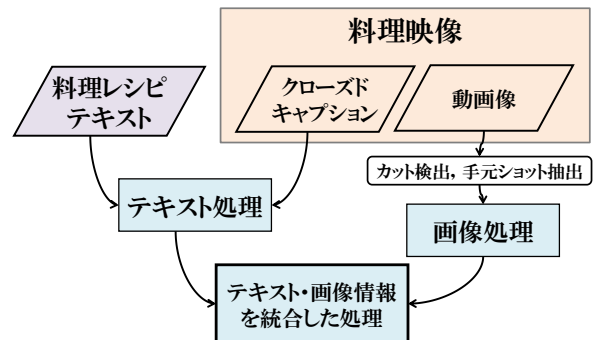 料理映像
料理レシピ
テキスト
クローズド
キャプション
動画像
カット検出, 手元ショット抽出
テキスト処理
画像処理
テキスト・画像情報
を統合した処理